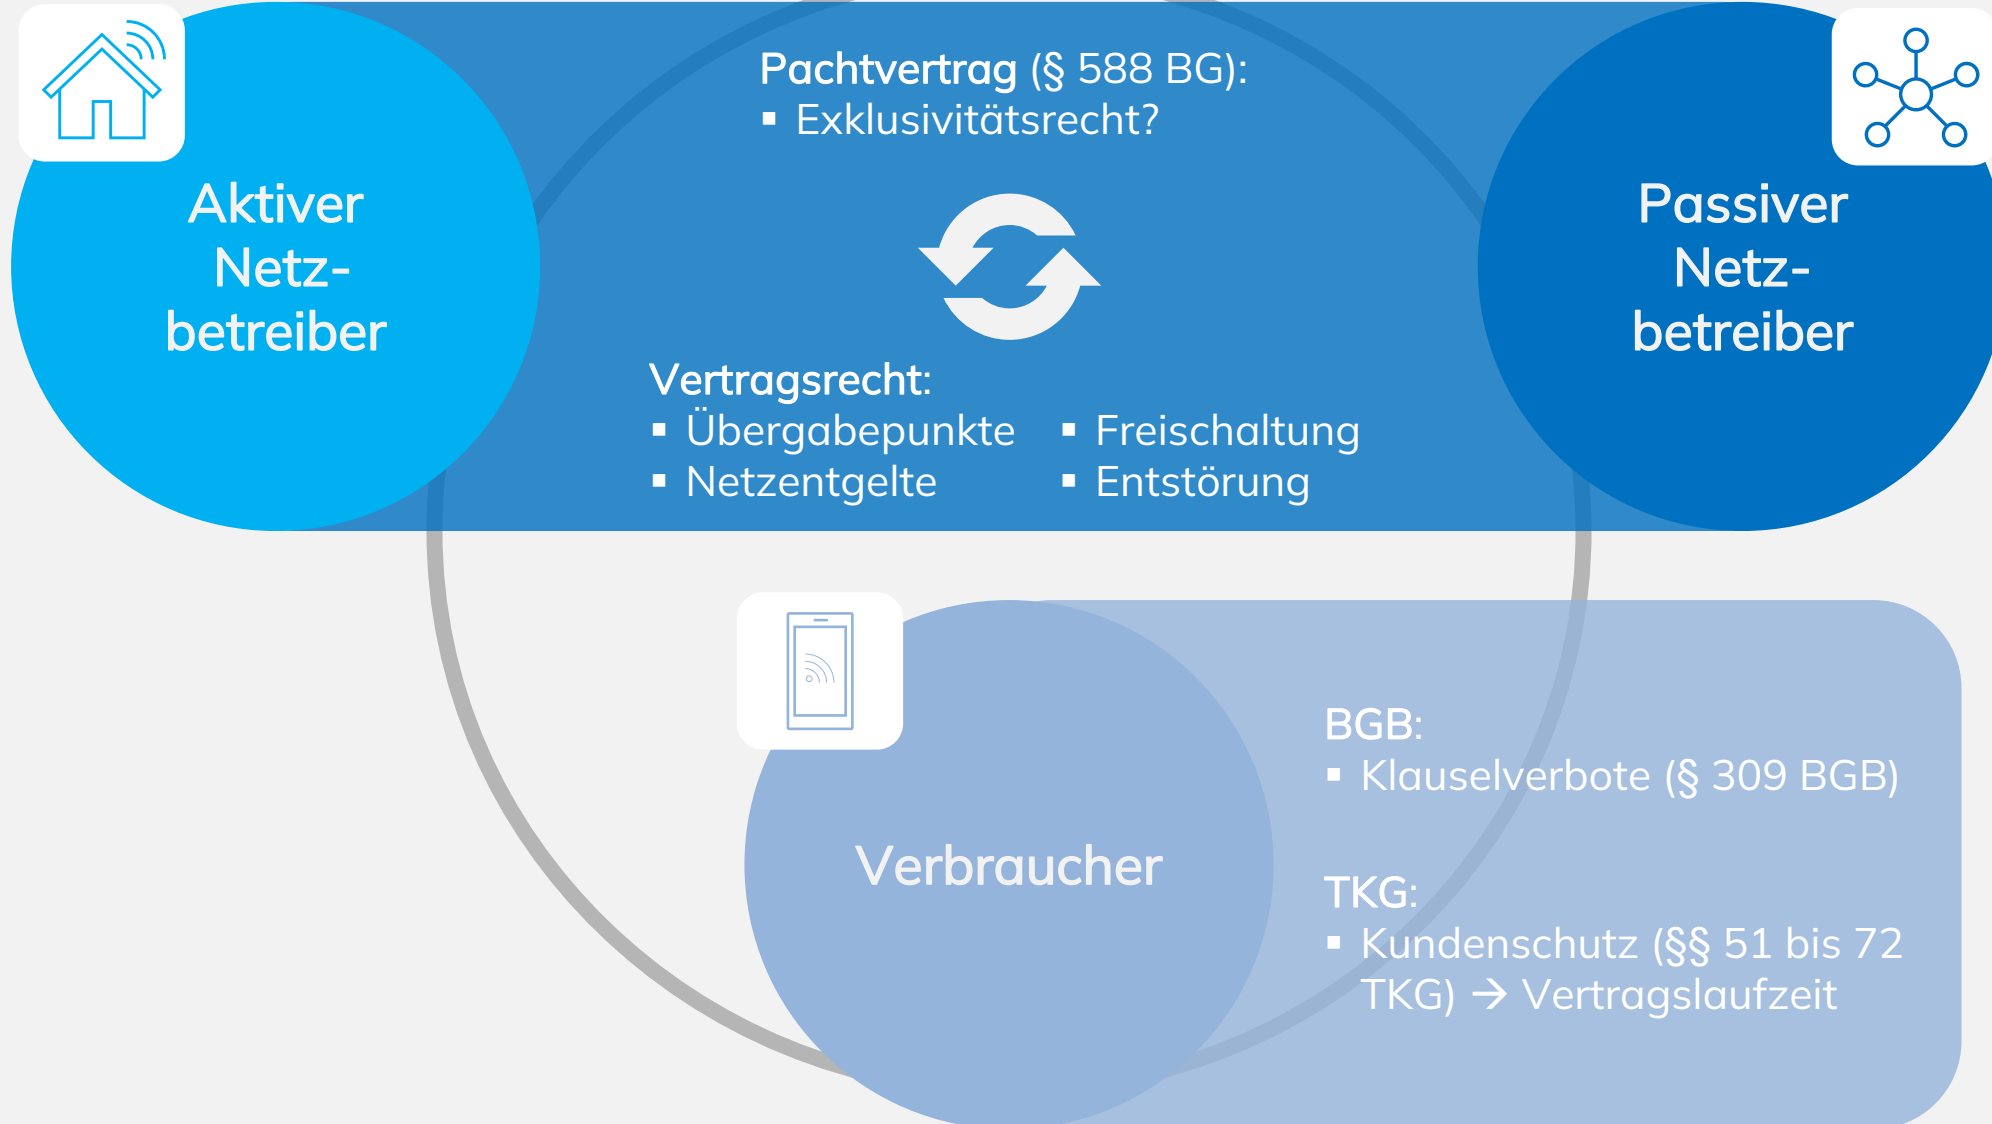 Aktiver
Netz-
betreiber
Pachtvertrag (§ 588 BG):
▪ Exklusivitätsrecht?
Vertragsrecht:
▪ Übergabepunkte ▪ Freischaltung
▪ Netzentgelte ▪ Entstörung
Passiver
Netz-
betreiber
Verbraucher
BGB:
▪ Klauselverbote (§ 309 BGB)
TKG:
▪ Kundenschutz (§§ 51 bis 72
TKG) → Vertragslaufzeit